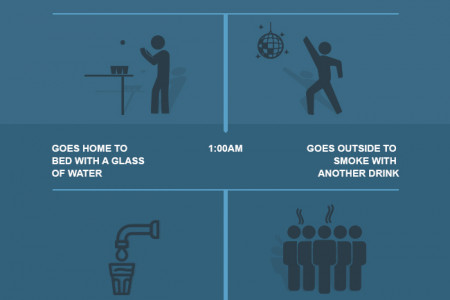 GOES HOME TO
BED WITH A GLASS
OF WATER
1:00AM
GOES OUTSIDE TO
SMOKE WITH
ANOTHER DRINK